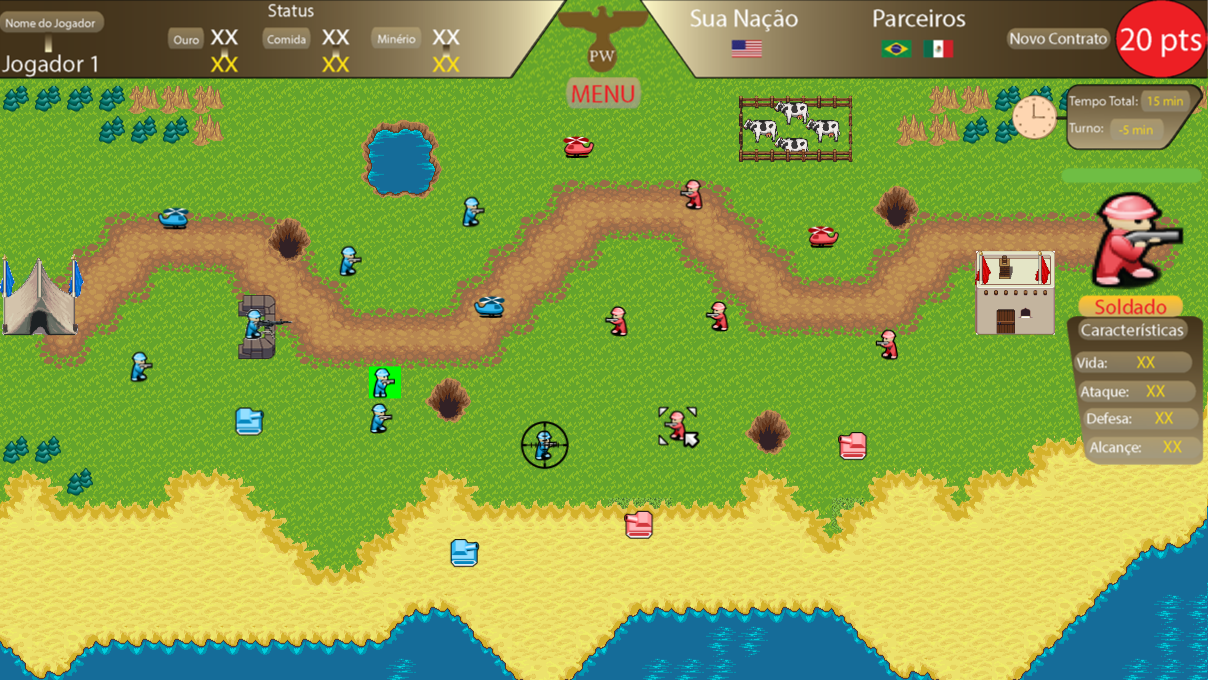 Nome do Jogador
Jogador 1
Status
Ouro XX XX
Comida XX XX
Minério XX XX
PW
MENU
Sua Nação
Parceiros
Novo Contrato
20 pts
Tempo Total: 15 min
Turno: -5 min
Soldado
Características
Vida: XX
Ataque: XX
Defesa: XX
Alcançe: XX